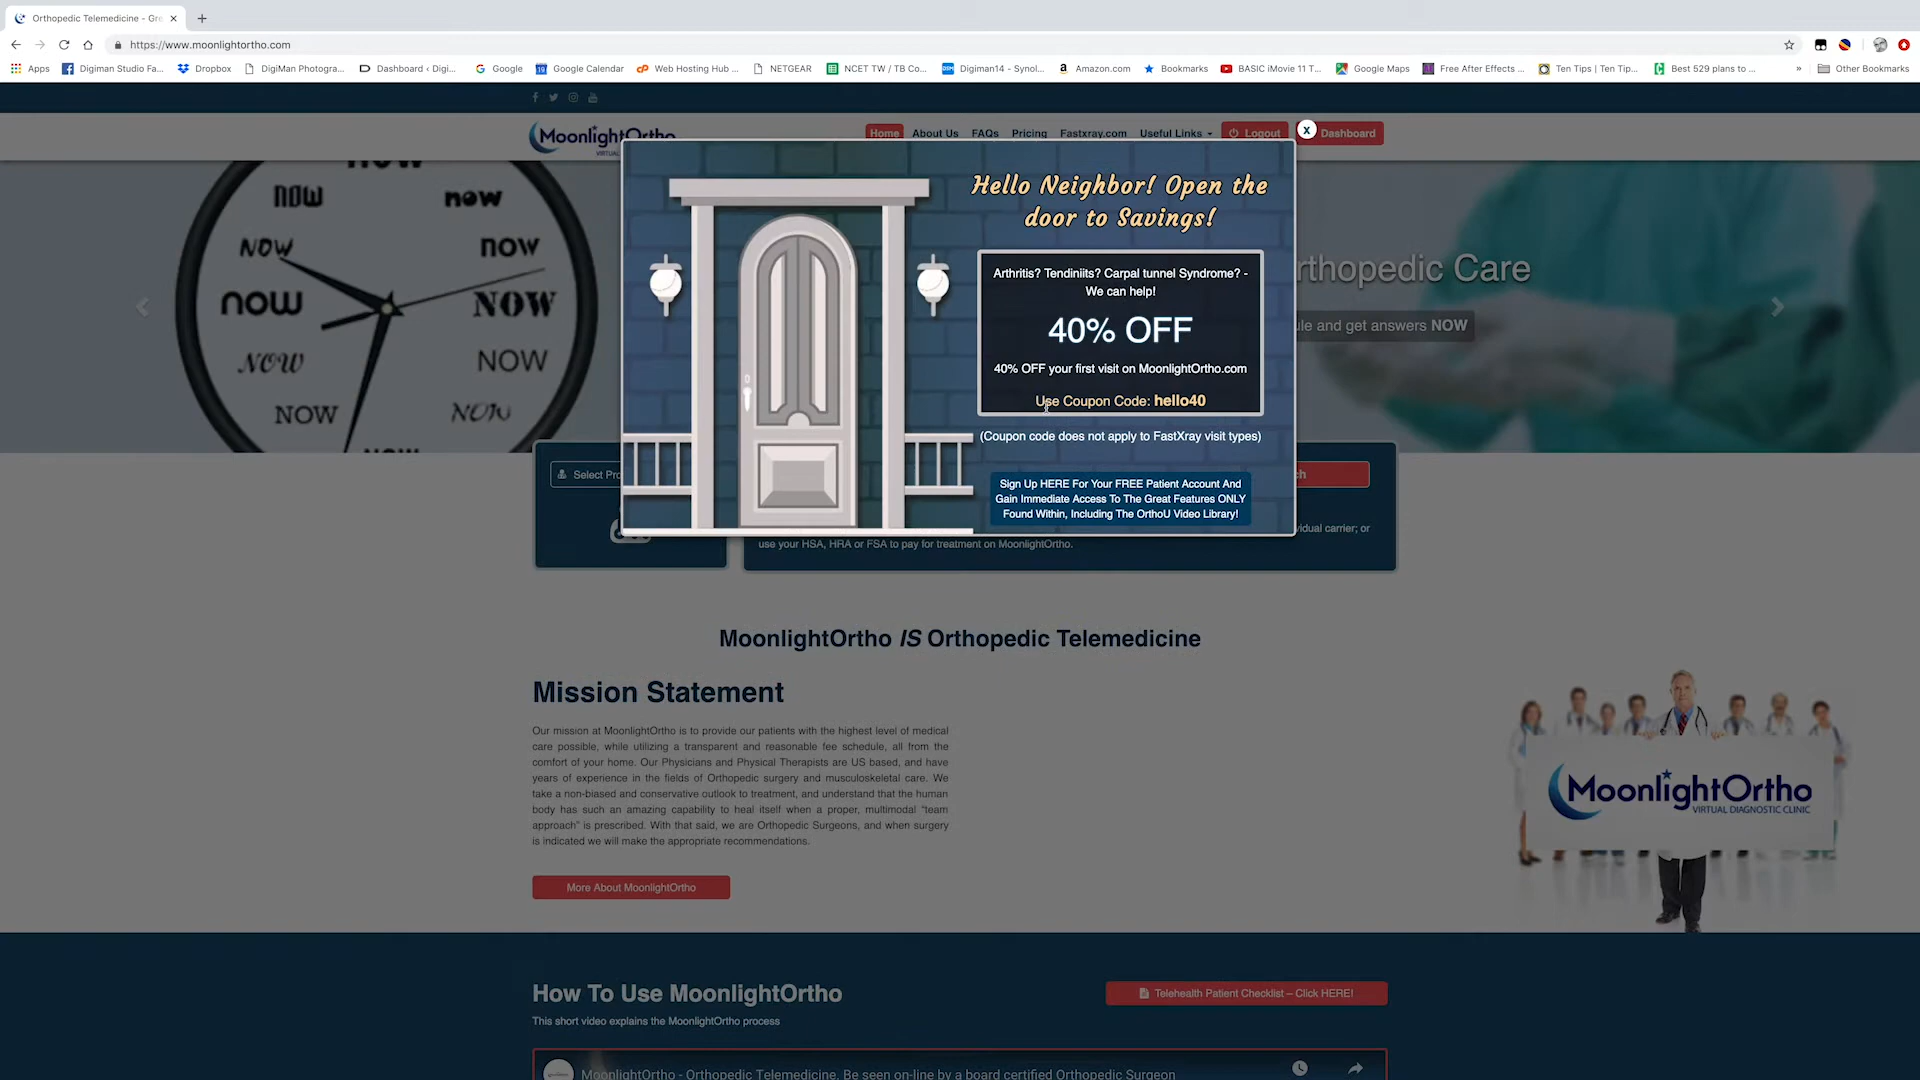 Orthopedic Telemedicine - Gre
https://www.moonlightortho.com
Apps Digiman Studio Fa... Dropbox DigiMan Photogra... Dashboard ‹ Digi... Google Google Calendar Web Hosting Hub ... NETGEAR NCET TW / TB Co... Digiman14 - Synol... Amazon.com Bookmarks BASIC iMovie 11 T... Google Maps Free After Effects ... Ten Tips | Ten Tip... Best 529 plans to ... » Other Bookmarks
MoonlightOrtho
Home About Us FAQs Pricing Fastxray.com Useful Links Logout Dashboard
x
NOW now
NOW NOW
NOW NOW
NOW NOW
NOW NOW
Hello Neighbor! Open the
door to Savings!
Arthritis? Tendiniits? Carpal tunnel Syndrome? -
We can help!
40% OFF
40% OFF your first visit on MoonlightOrtho.com
Use Coupon Code: hello40
(Coupon code does not apply to FastXray visit types)
Sign Up HERE For Your FREE Patient Account And
Gain Immediate Access To The Great Features ONLY
Found Within, Including The OrthoU Video Library!
rthopedic Care
ule and get answers NOW
Select Pro
ch
vidual carrier; or
use your HSA, HRA or FSA to pay for treatment on MoonlightOrtho.
MoonlightOrtho IS Orthopedic Telemedicine
Mission Statement
Our mission at MoonlightOrtho is to provide our patients with the highest level of medical
care possible, while utilizing a transparent and reasonable fee schedule, all from the
comfort of your home. Our Physicians and Physical Therapists are US based, and have
years of experience in the fields of Orthopedic surgery and musculoskeletal care. We
take a non-biased and conservative outlook to treatment, and understand that the human
body has such an amazing capability to heal itself when a proper, multimodal “team
approach” is prescribed. With that said, we are Orthopedic Surgeons, and when surgery
is indicated we will make the appropriate recommendations.
More About MoonlightOrtho
MoonlightOrtho
VIRTUAL DIAGNOSTIC CLINIC
How To Use MoonlightOrtho
Telehealth Patient Checklist – Click HERE!
This short video explains the MoonlightOrtho process
MoonlightOrtho - Orthopedic Telemedicine. Be seen on-line by a board certified Orthopedic Surgeon